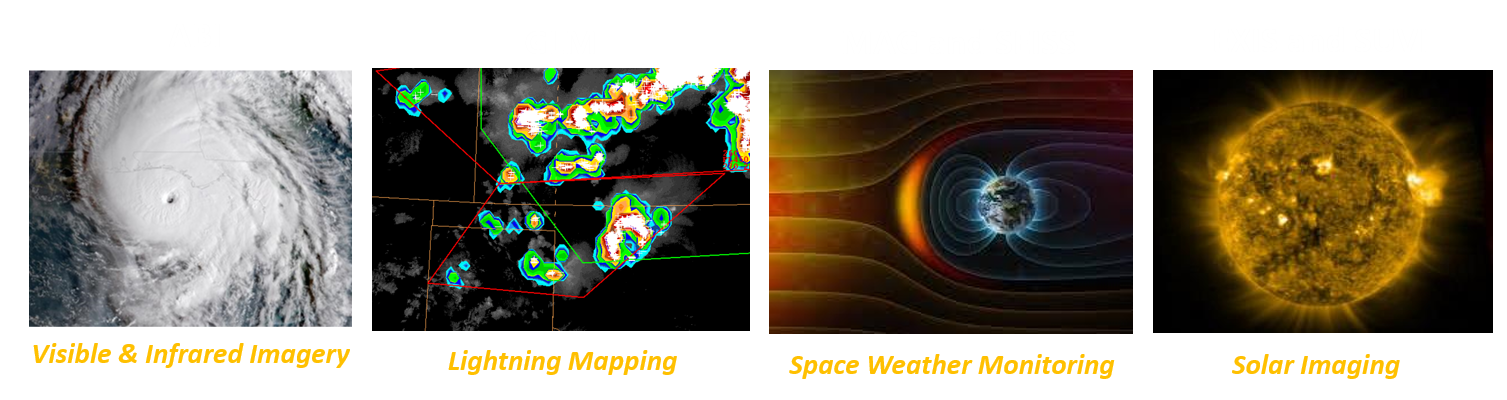 Visible & Infrared Imagery
Lightning Mapping
Space Weather Monitoring
Solar Imaging